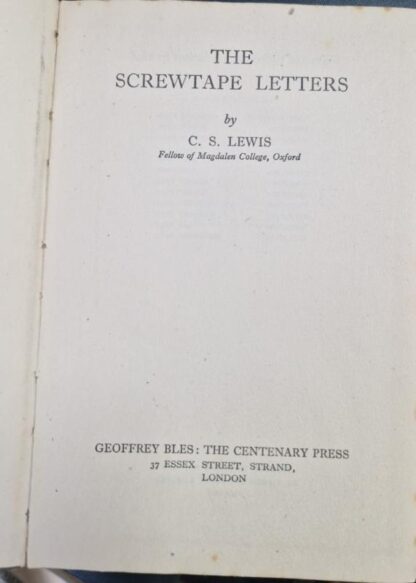 THE
SCREWTAPE LETTERS
by
C. S. LEWIS
Fellow of Magdalen College, Oxford
GEOFFREY BLES: THE CENTENARY PRESS
37 ESSEX STREET, STRAND,
LONDON